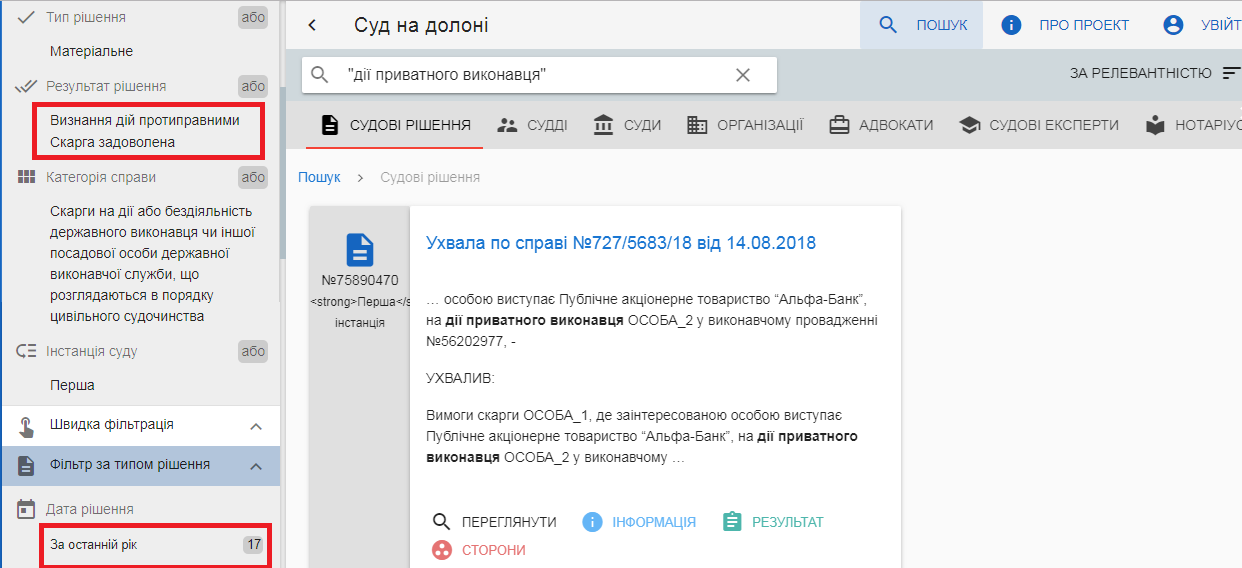 Тип рішення або
Матеріальне
Результат рішення або
Визнання дій протиправними
Скарга задоволена
Категорія справи або
Скарги на дії або бездіяльність
державного виконавця чи іншої
посадової особи державної
виконавчої служби, що
розглядаються в порядку
цивільного судочинства
Інстанція суду або
Перша
Швидка фільтрація
Фільтр за типом рішення
Дата рішення
За останній рік 17
Суд на долоні
ПОШУК
ПРО ПРОЕКТ
УВІЙТ
"дії приватного виконавця"
ЗА РЕЛЕВАНТНІСТЮ
СУДОВІ РІШЕННЯ
СУДДІ
СУДИ
ОРГАНІЗАЦІЇ
АДВОКАТИ
СУДОВІ ЕКСПЕРТИ
НОТАРІУС
Пошук > Судові рішення
№75890470
<strong>Перша</s
інстанція
Ухвала по справі №727/5683/18 від 14.08.2018
… особою виступає Публічне акціонерне товариство “Альфа-Банк”,
на дії приватного виконавця ОСОБА_2 у виконавчому провадженні
№56202977, -
УХВАЛИВ:
Вимоги скарги ОСОБА_1, де заінтересованою особою виступає
Публічне акціонерне товариство “Альфа-Банк”, на дії приватного
виконавця ОСОБА_2 у виконавчому …
ПЕРЕГЛЯНУТИ
ІНФОРМАЦІЯ
РЕЗУЛЬТАТ
СТОРОНИ